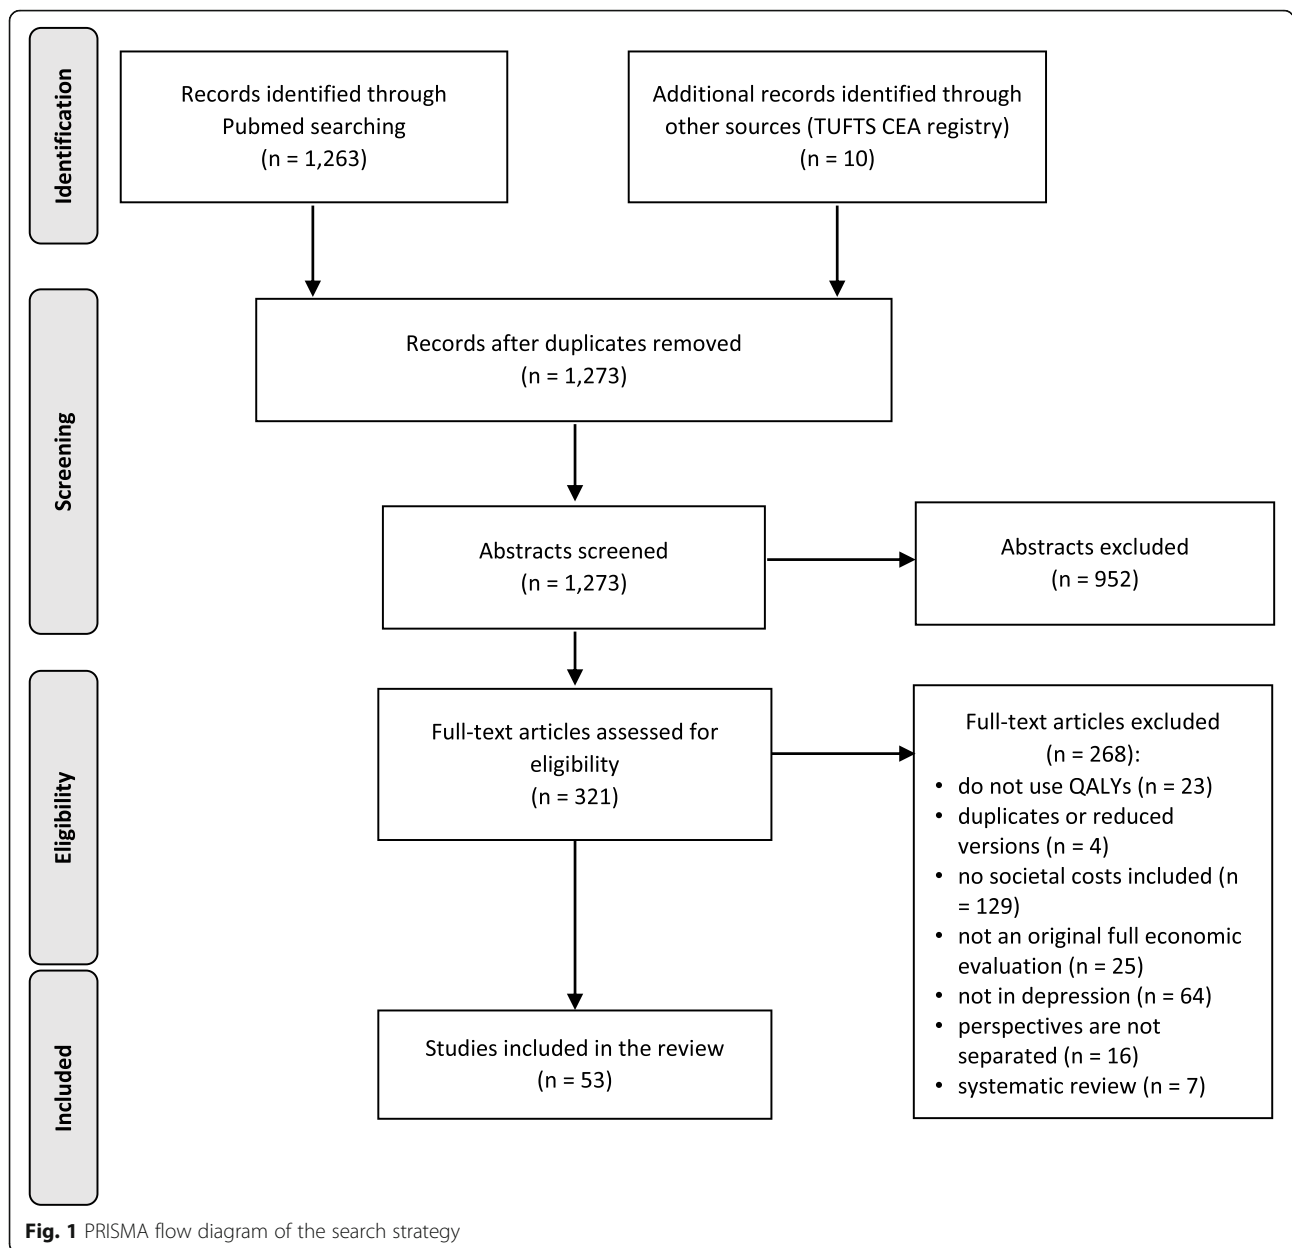 Identification
Records identified through
Pubmed searching
(n = 1,263)
Additional records identified through
other sources (TUFTS CEA registry)
(n = 10)
Screening
Records after duplicates removed
(n = 1,273)
Abstracts screened
(n = 1,273)
Abstracts excluded
(n = 952)
Eligibility
Full-text articles assessed for
eligibility
(n = 321)
Full-text articles excluded
(n = 268):
• do not use QALYs (n = 23)
• duplicates or reduced
versions (n = 4)
• no societal costs included (n
= 129)
• not an original full economic
evaluation (n = 25)
• not in depression (n = 64)
• perspectives are not
separated (n = 16)
• systematic review (n = 7)
Included
Studies included in the review
(n = 53)
Fig. 1 PRISMA flow diagram of the search strategy